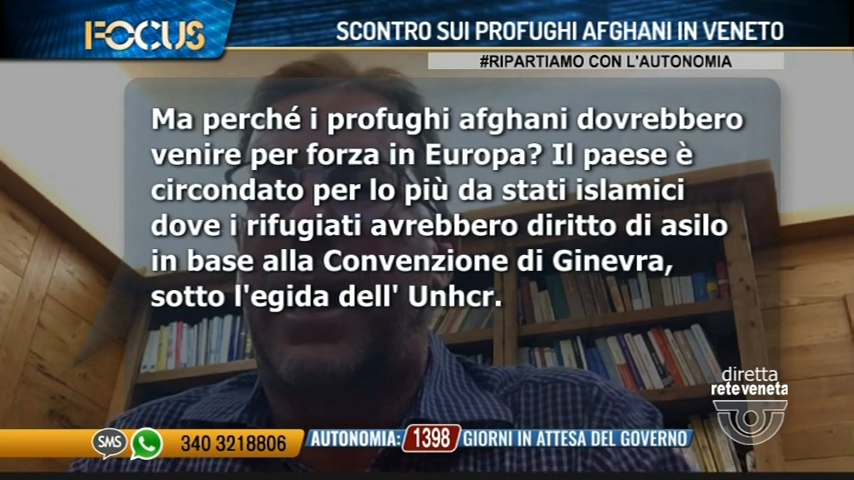 FOCUS
SCONTRO SUI PROFUGHI AFGHANI IN VENETO
#RIPARTIAMO CON L'AUTONOMIA
Ma perché i profughi afghani dovrebbero
venire per forza in Europa? Il paese è
circondato per lo più da stati islamici
dove i rifugiati avrebbero diritto di asilo
in base alla Convenzione di Ginevra,
sotto l'egida dell' Unhcr.
diretta
reteveneta
SMS 340 3218806 AUTONOMIA: 1398 GIORNI IN ATTESA DEL GOVERNO